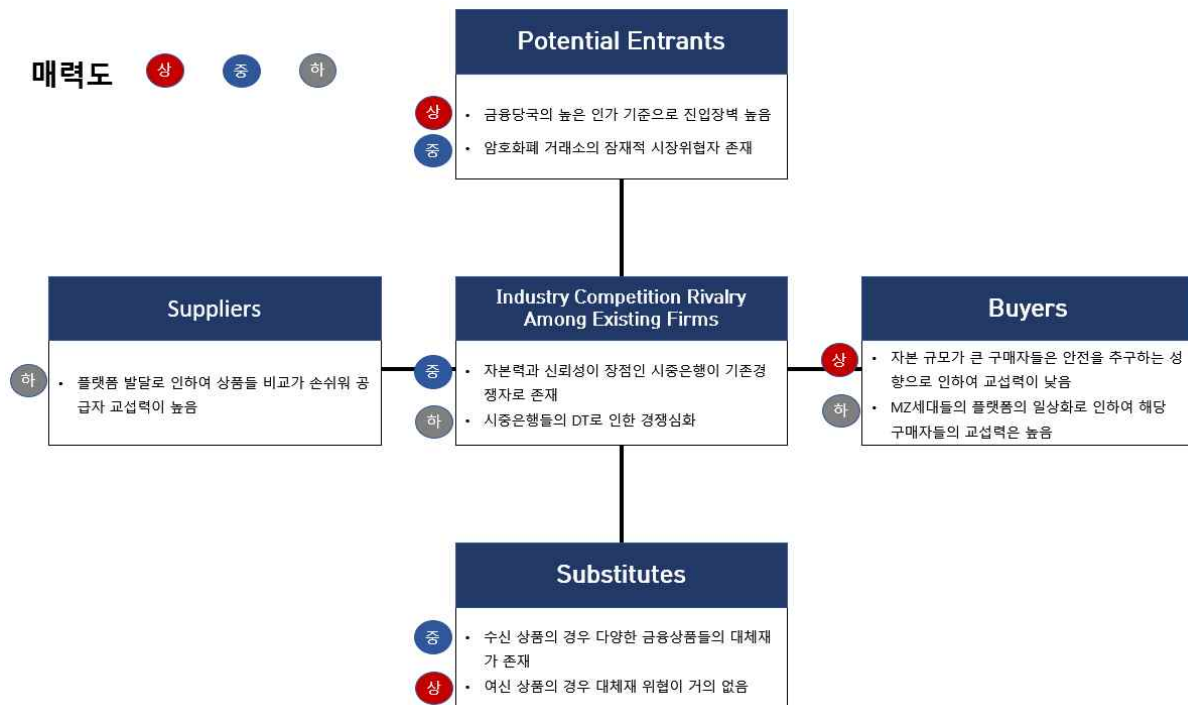 매력도 상 중 하
Potential Entrants
상 • 금융당국의 높은 인가 기준으로 진입장벽 높음
중 • 암호화폐 거래소의 잠재적 시장위협자 존재
Suppliers
하 • 플랫폼 발달로 인하여 상품들 비교가 손쉬워 공
급자 교섭력이 높음
Industry Competition Rivalry
Among Existing Firms
중 • 자본력과 신뢰성이 장점인 시중은행이 기존경
쟁자로 존재
하 • 시중은행들의 DT로 인한 경쟁심화
Buyers
상 • 자본 규모가 큰 구매자들은 안전을 추구하는 성
향으로 인하여 교섭력이 낮음
하 • MZ세대들의 플랫폼의 일상화로 인하여 해당
구매자들의 교섭력은 높음
Substitutes
중 • 수신 상품의 경우 다양한 금융상품들의 대체재
가 존재
상 • 여신 상품의 경우 대체재 위협이 거의 없음